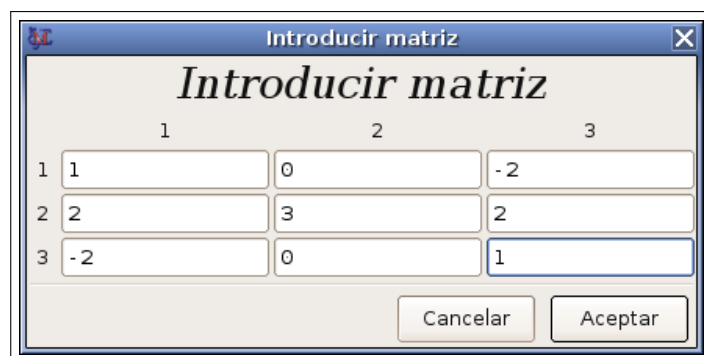 Introducir matriz
Introducir matriz
1 2 3
1 1 0 -2
2 2 3 2
3 -2 0 1
Cancelar Aceptar